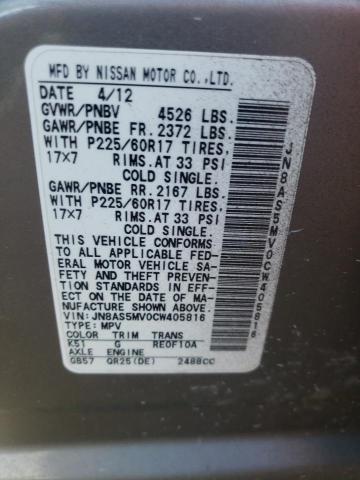 MFD BY NISSAN MOTOR CO.,LTD.
DATE 4/12
GVWR/PNBV 4526 LBS.
GAWR/PNBE FR. 2372 LBS.
WITH P225/60R17 TIRES,
17×7 RIMS.AT 33 PSI
COLD SINGLE.
GAWR/PNBE RR. 2167 LBS.
WITH P225/60R17 TIRES,
17×7 RIMS.AT 33 PSI
COLD SINGLE.
THIS VEHICLE CONFORMS
TO ALL APPLICABLE FED-
ERAL MOTOR VEHICLE SA-
FETY AND THEFT PREVEN-
TION STANDARDS IN EFF-
ECT ON THE DATE OF MA-
NUFACTURE SHOWN ABOVE.
VIN: JN8AS5MV0CW405816
TYPE: MPV
COLOR TRIM TRANS
K51 G RE0F10A
AXLE ENGINE
GB57 QR25(DE) 2488CC
JN8AS5MV0CW405816